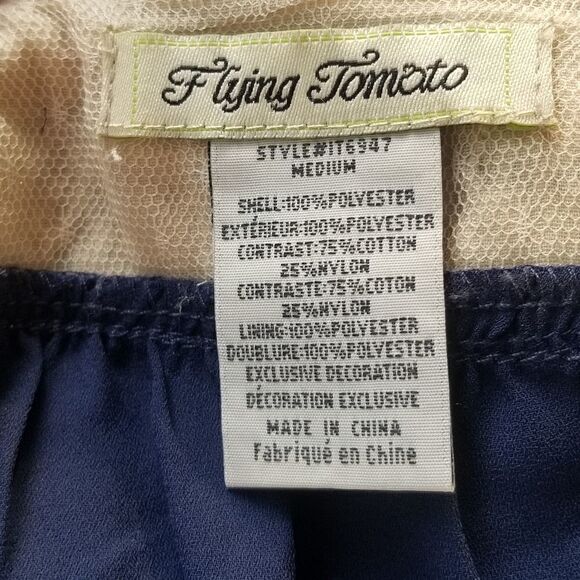 Flying Tomato
STYLE#IT6947
MEDIUM
SHELL:100%POLYESTER
EXTÉRIEUR:100%POLYESTER
CONTRAST:75%COTTON
25%NYLON
CONTRASTE:75%COTON
25%NYLON
LINING:100%POLYESTER
DOUBLURE:100%POLYESTER
EXCLUSIVE DECORATION
DÉCORATION EXCLUSIVE
MADE IN CHINA
Fabriqué en Chine